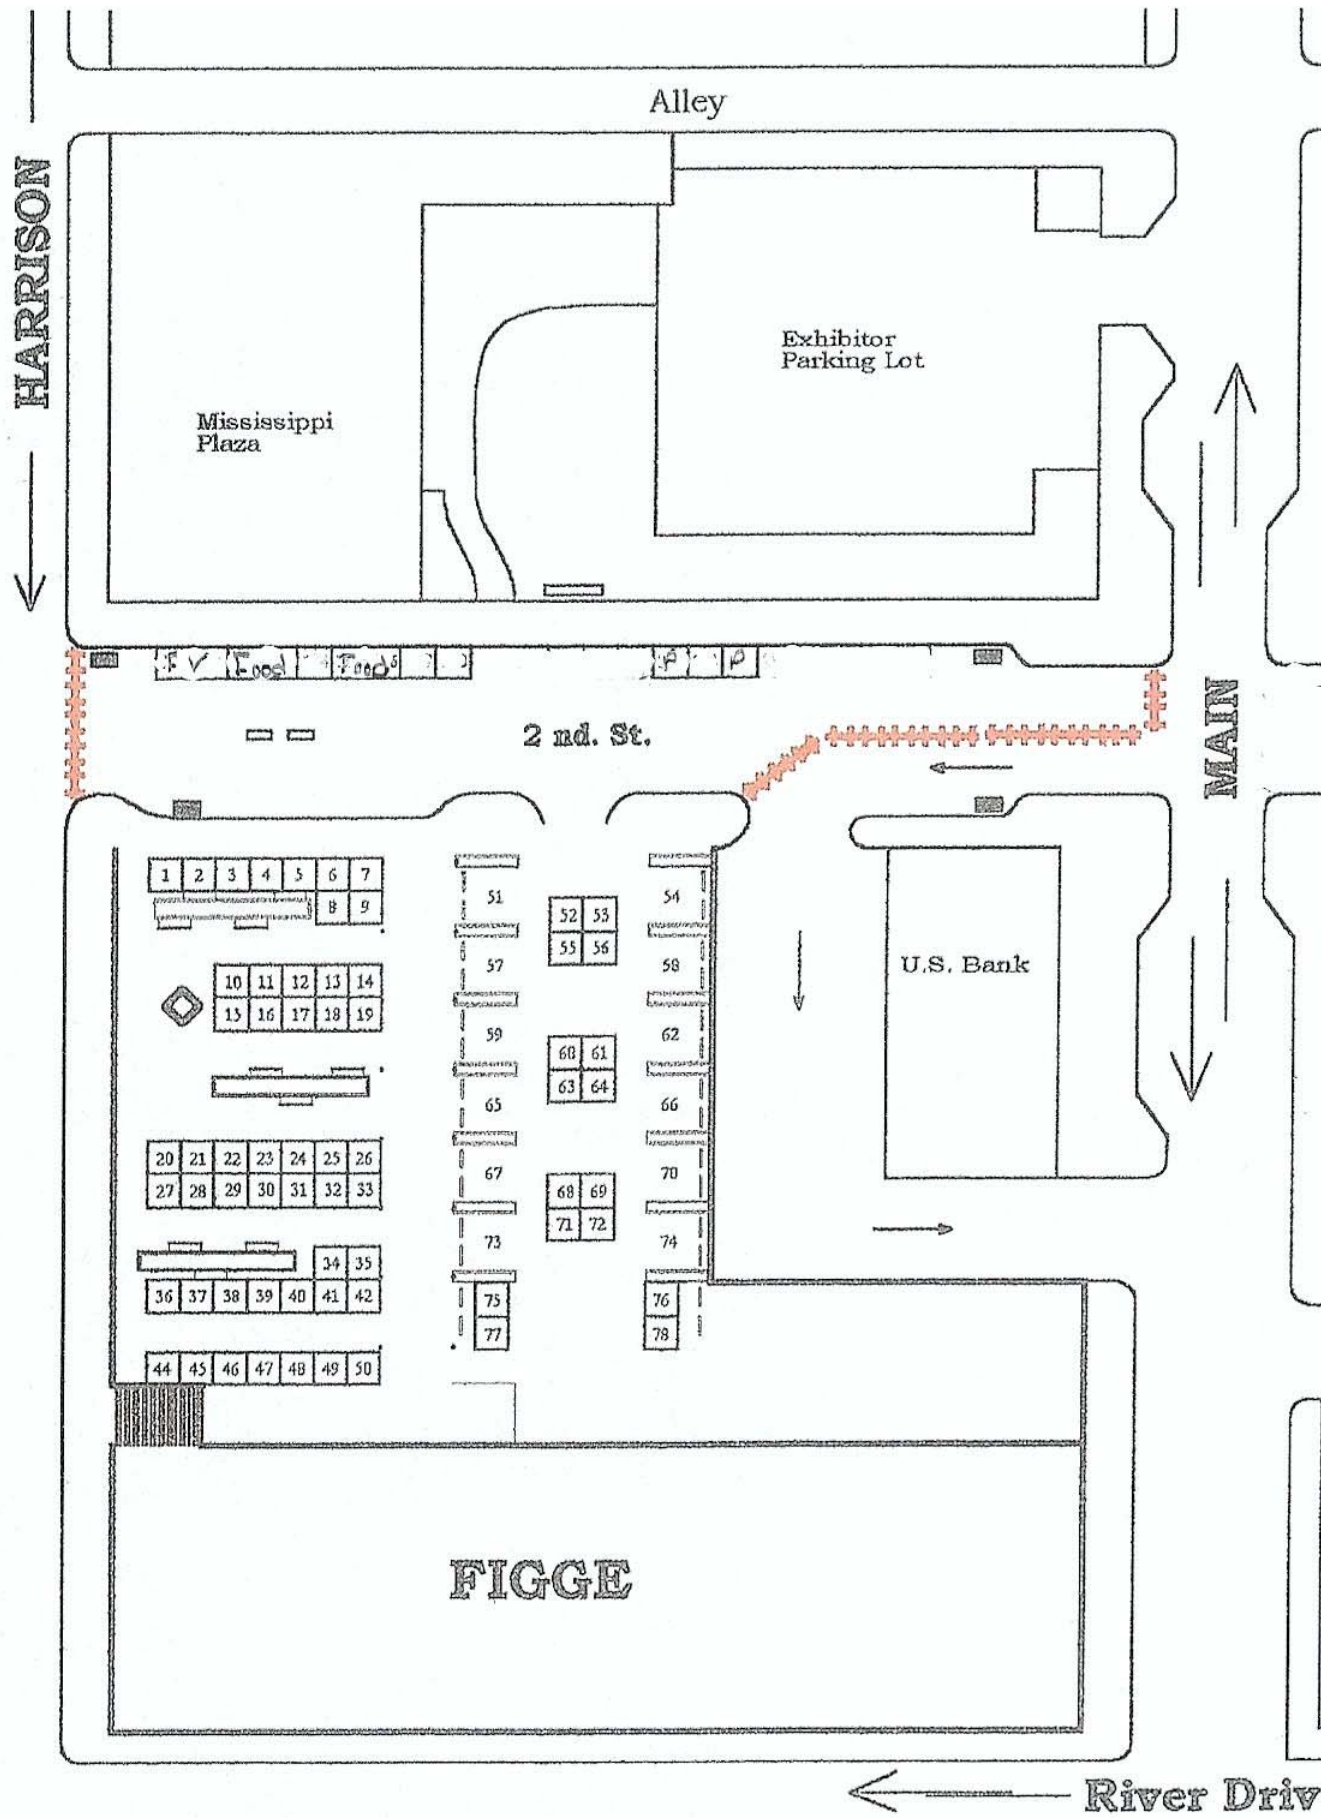 Alley
HARRISON
Exhibitor
Parking Lot
Mississippi
Plaza
F V Food Foods P P
2 nd. St.
MAIN
1 2 3 4 5 6 7
8 9
51 52 53 54
55 56
U.S. Bank
10 11 12 13 14
15 16 17 18 19
57 58
59 60 61 62
63 64
65 66
20 21 22 23 24 25 26
27 28 29 30 31 32 33
67 68 69 70
71 72
73 74
34 35
36 37 38 39 40 41 42
75 76
77 78
44 45 46 47 48 49 50
FIGGE
River Driv